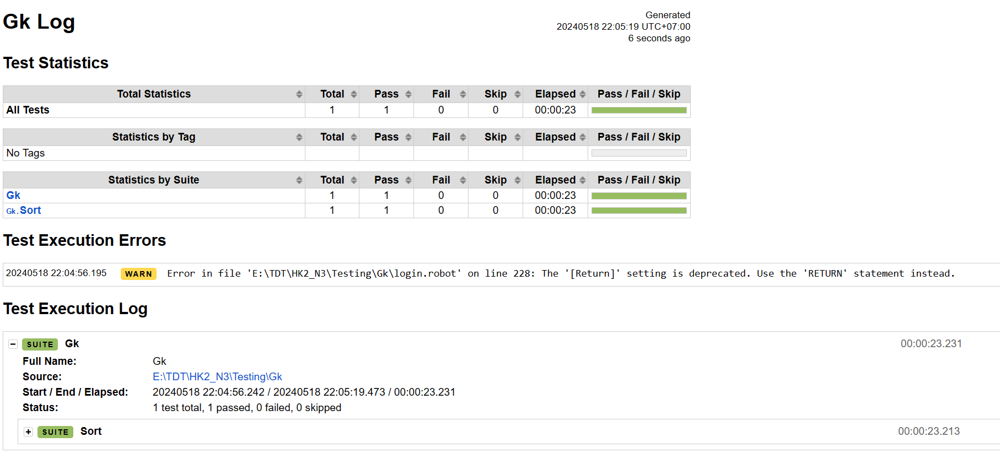 Gk Log
Generated
20240518 22:05:19 UTC+07:00
6 seconds ago
Test Statistics
Total Statistics Total Pass Fail Skip Elapsed Pass / Fail / Skip
All Tests 1 1 0 0 00:00:23
Statistics by Tag Total Pass Fail Skip Elapsed Pass / Fail / Skip
No Tags
Statistics by Suite Total Pass Fail Skip Elapsed Pass / Fail / Skip
Gk 1 1 0 0 00:00:23
Gk.Sort 1 1 0 0 00:00:23
Test Execution Errors
20240518 22:04:56.195 WARN Error in file 'E:\TDT\HK2_N3\Testing\Gk\login.robot' on line 228: The '[Return]' setting is deprecated. Use the 'RETURN' statement instead.
Test Execution Log
SUITE Gk 00:00:23.231
Full Name: Gk
Source: E:\TDT\HK2_N3\Testing\Gk
Start / End / Elapsed: 20240518 22:04:56.242 / 20240518 22:05:19.473 / 00:00:23.231
Status: 1 test total, 1 passed, 0 failed, 0 skipped
SUITE Sort 00:00:23.213